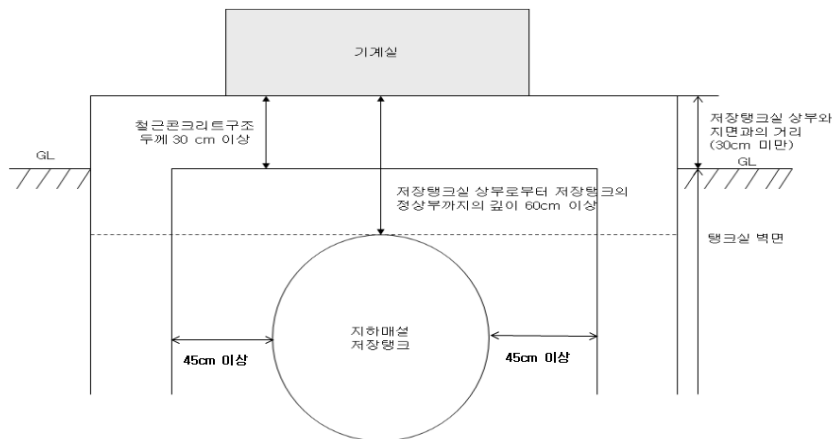 기계실
철근콘크리트구조
두께 30 cm 이상
저장탱크실 상부와
지면과의 거리
(30cm 미만)
GL
GL
저장탱크실 상부로부터 저장탱크의
정상부까지의 깊이 60cm 이상
탱크실 벽면
지하매설
저장탱크
45cm 이상
45cm 이상